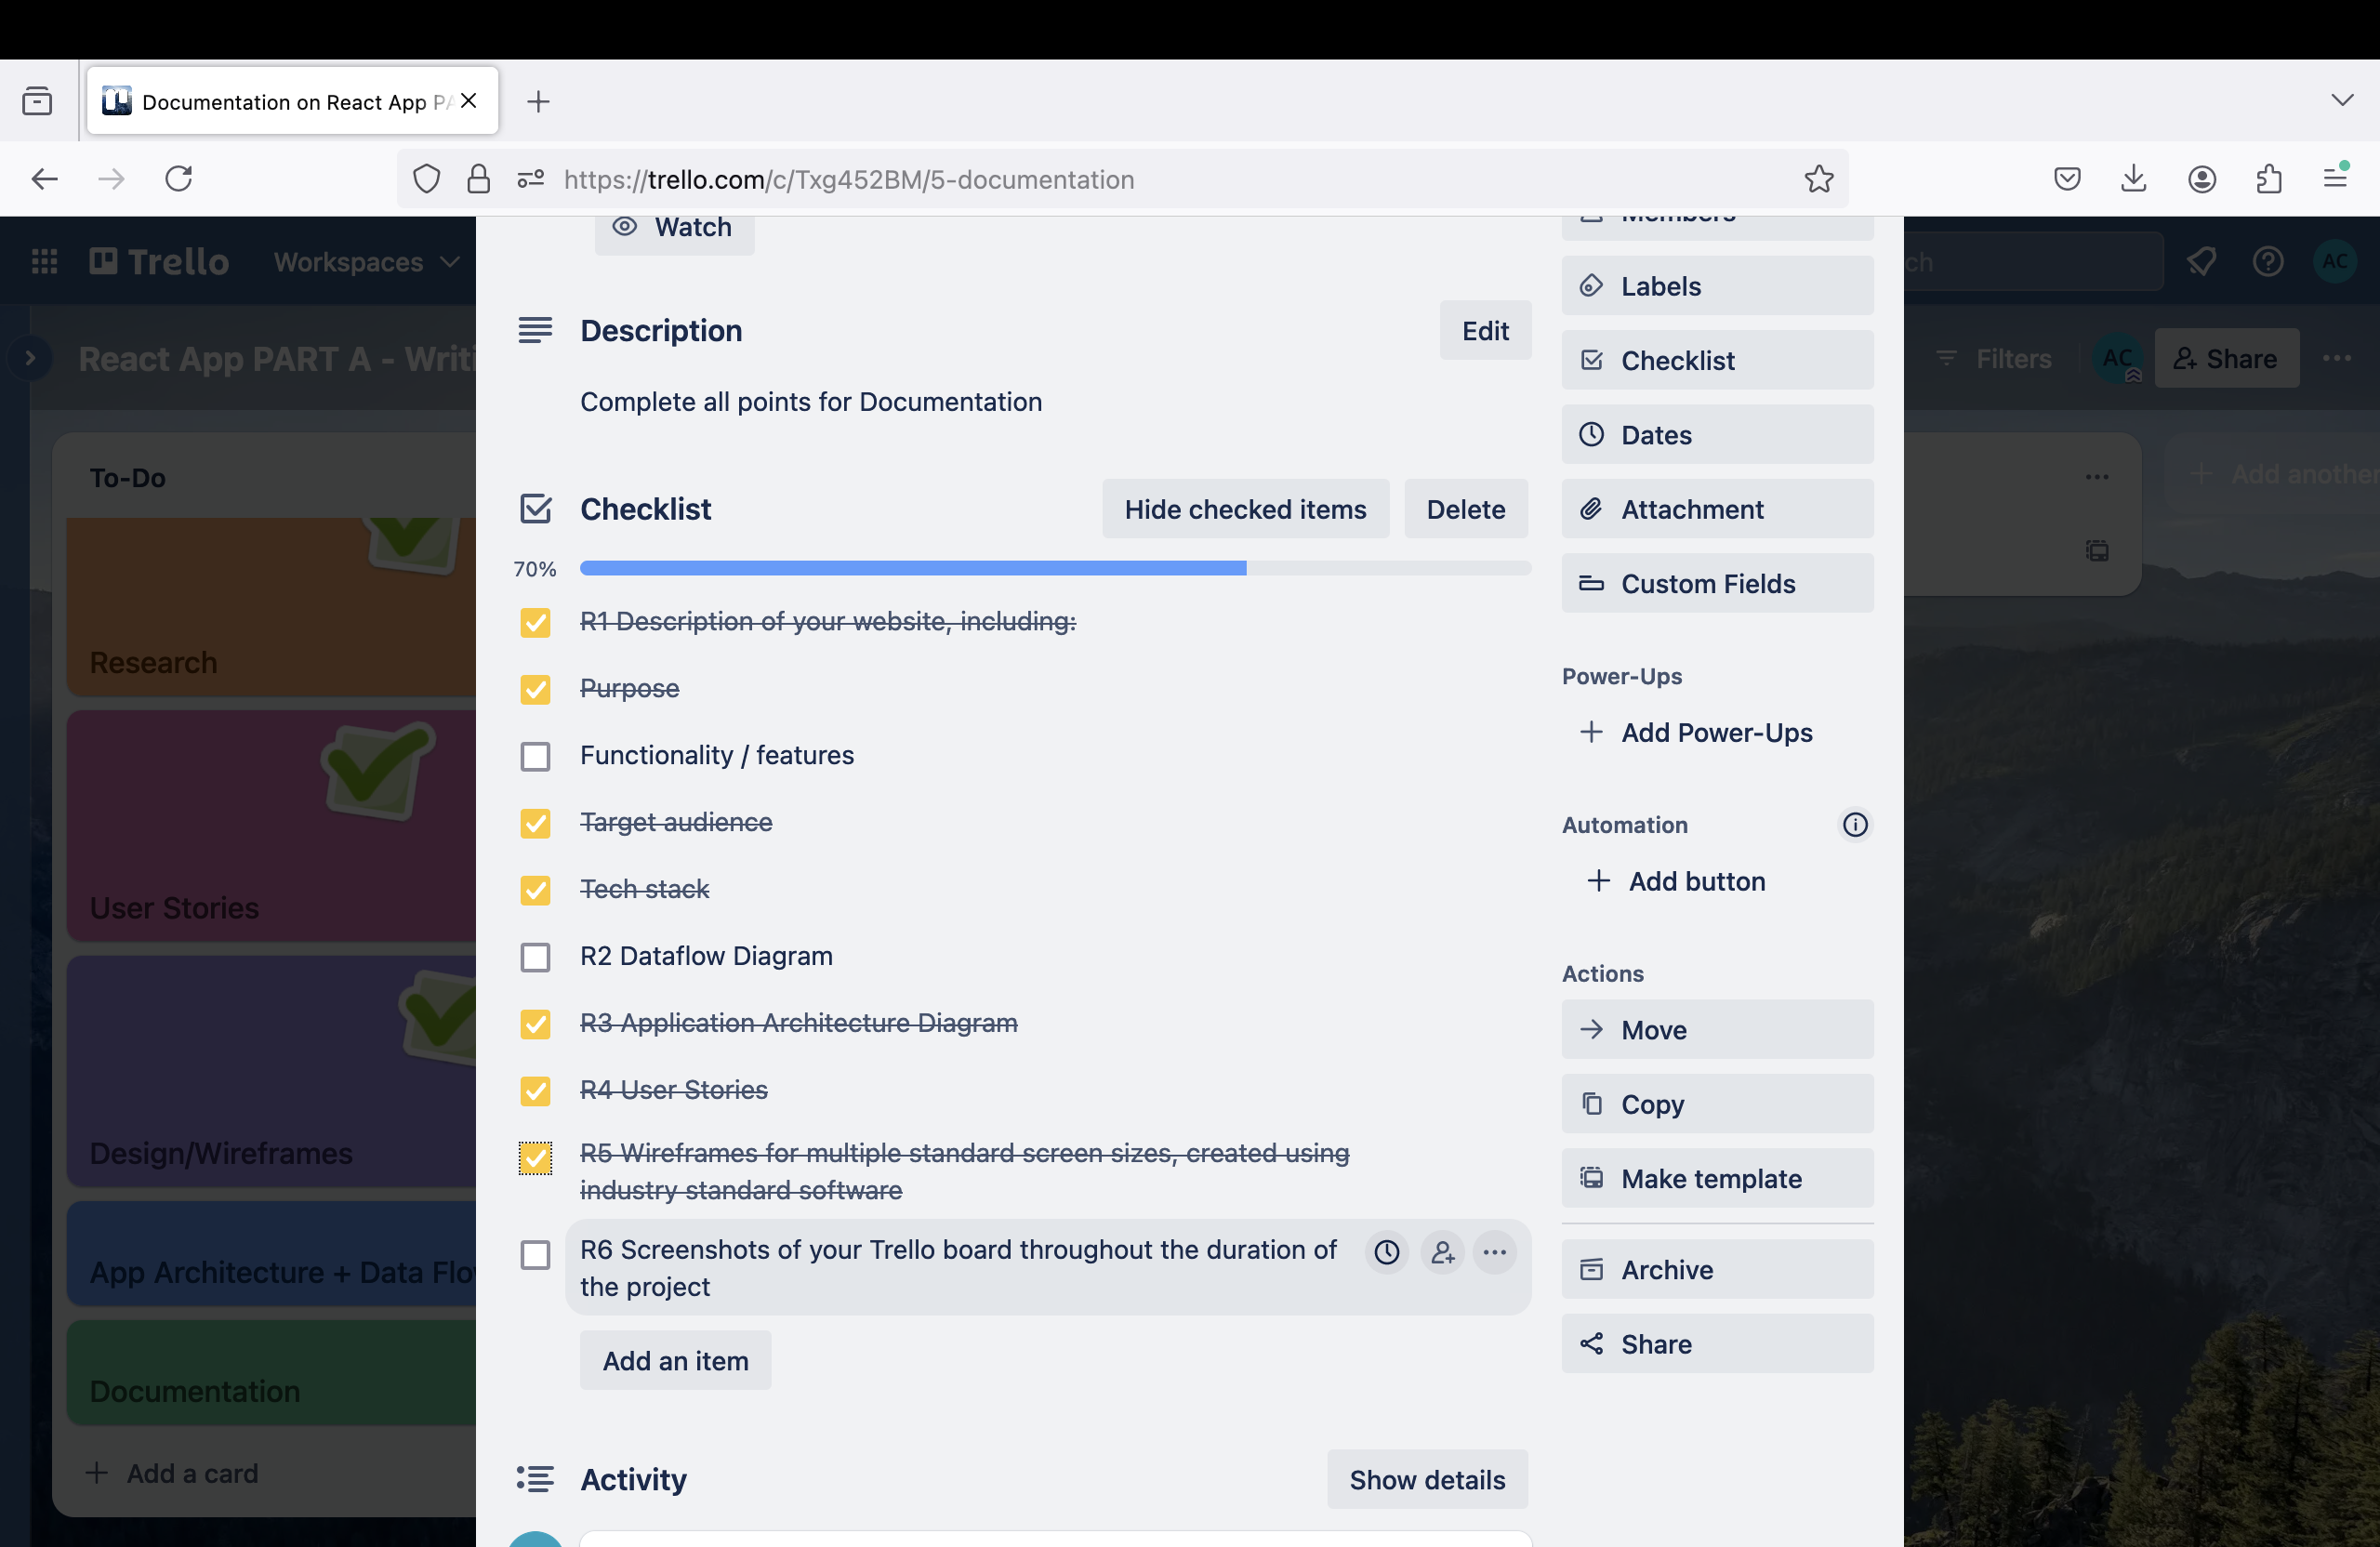 Documentation on React App PA
https://trello.com/c/Txg452BM/5-documentation
Trello
Workspaces
ch
AC
React App PART A - Writi
Filters
AC
Share
To-Do
Research
User Stories
Design/Wireframes
App Architecture + Data Flo
Documentation
Add a card
Add another
Watch
Description
Edit
Complete all points for Documentation
Checklist
Hide checked items
Delete
70%
R1 Description of your website, including:
Purpose
Functionality / features
Target audience
Tech stack
R2 Dataflow Diagram
R3 Application Architecture Diagram
R4 User Stories
R5 Wireframes for multiple standard screen sizes, created using
industry standard software
R6 Screenshots of your Trello board throughout the duration of
the project
Add an item
Activity
Show details
Members
Labels
Checklist
Dates
Attachment
Custom Fields
Power-Ups
Add Power-Ups
Automation
Add button
Actions
Move
Copy
Make template
Archive
Share